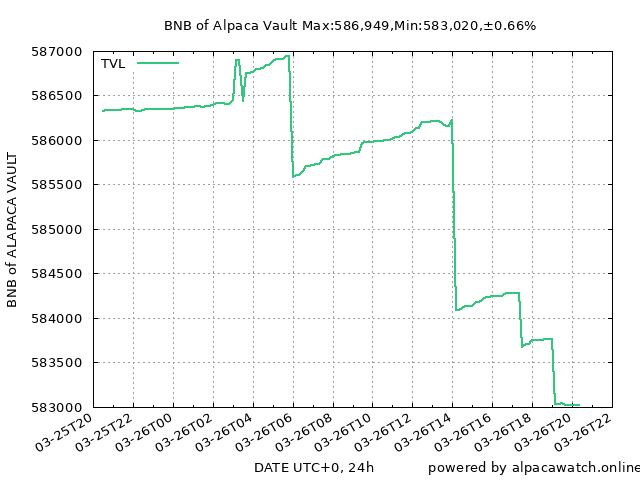 BNB of Alpaca Vault Max:586,949,Min:583,020,±0.66%
TVL
587000
586500
586000
585500
585000
584500
584000
583500
583000
BNB of ALAPACA VAULT
03-25T20
03-25T22
03-26T00
03-26T02
03-26T04
03-26T06
03-26T08
03-26T10
03-26T12
03-26T14
03-26T16
03-26T18
03-26T20
03-26T22
DATE UTC+0, 24h
powered by alpacawatch.online